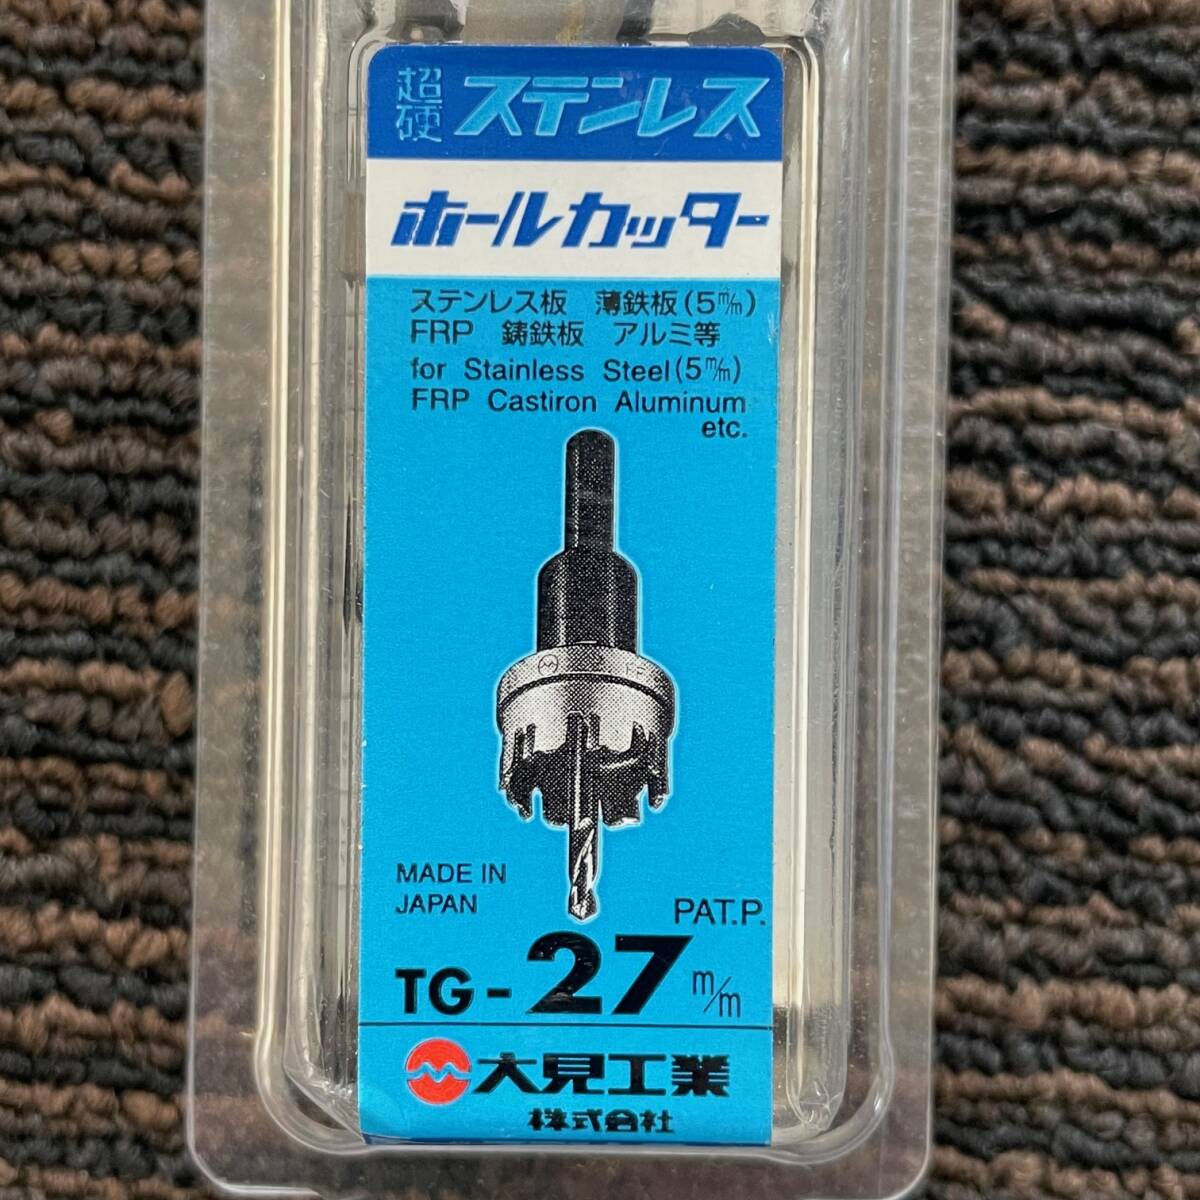 超硬 ステンレス
ホールカッター
ステンレス板 薄鉄板(5m/m)
FRP 鋳鉄板 アルミ等
for Stainless Steel(5m/m)
FRP Castiron Aluminum
etc.
MADE IN
JAPAN
PAT.P.
TG-27m/m
大見工業
株式会社